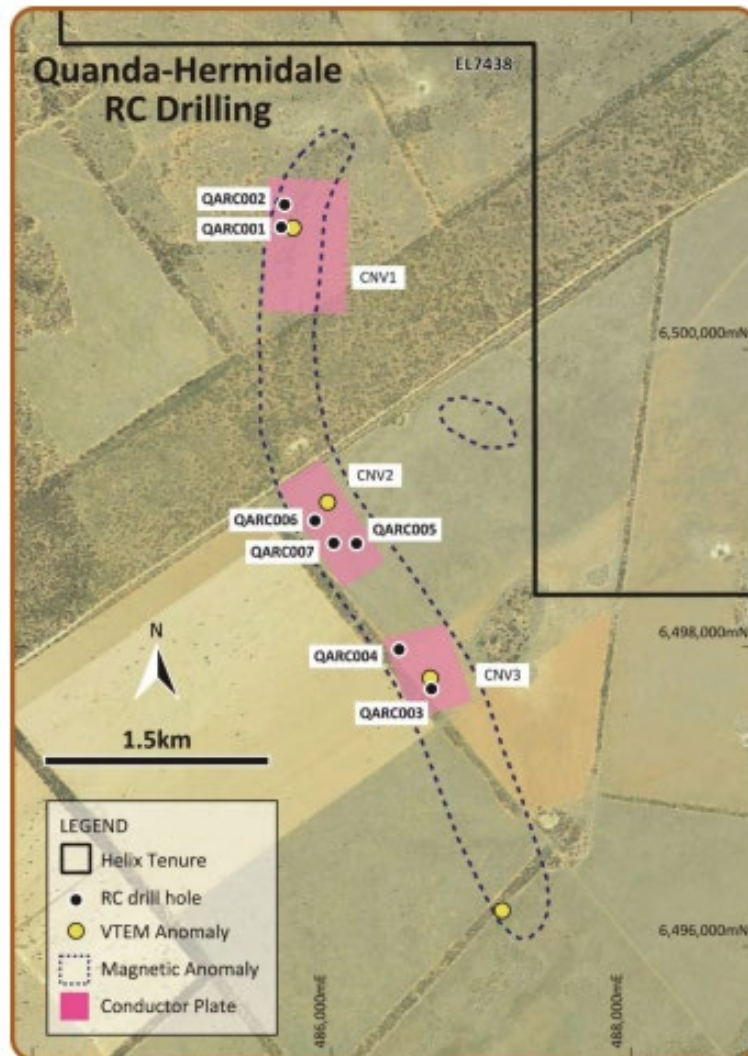 Quanda-Hermidale
RC Drilling
EL7438
QARC002
QARC001
CNV1
6,500,000mN
CNV2
QARC006
QARC005
QARC007
6,498,000mN
QARC004
CNV3
QARC003
N
1.5km
LEGEND
Helix Tenure
RC drill hole
VTEM Anomaly
Magnetic Anomaly
Conductor Plate
6,496,000mN
486,000mE
488,000mE